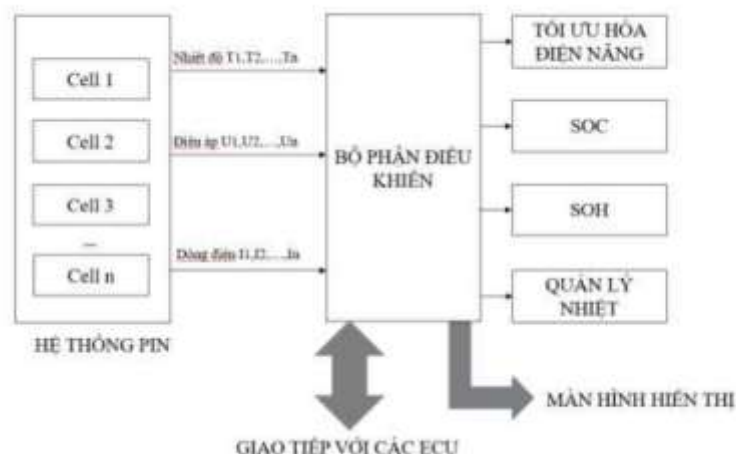 Cell 1
Cell 2
Cell 3
...
Cell n
HỆ THỐNG PIN
Nhiệt độ T1,T2,…,Tn
Điện áp U1,U2,…,Un
Dòng điện I1,I2,…,In
BỘ PHẬN ĐIỀU
KHIỂN
TỐI ƯU HÓA
ĐIỆN NĂNG
SOC
SOH
QUẢN LÝ
NHIỆT
MÀN HÌNH HIỂN THỊ
GIAO TIẾP VỚI CÁC ECU